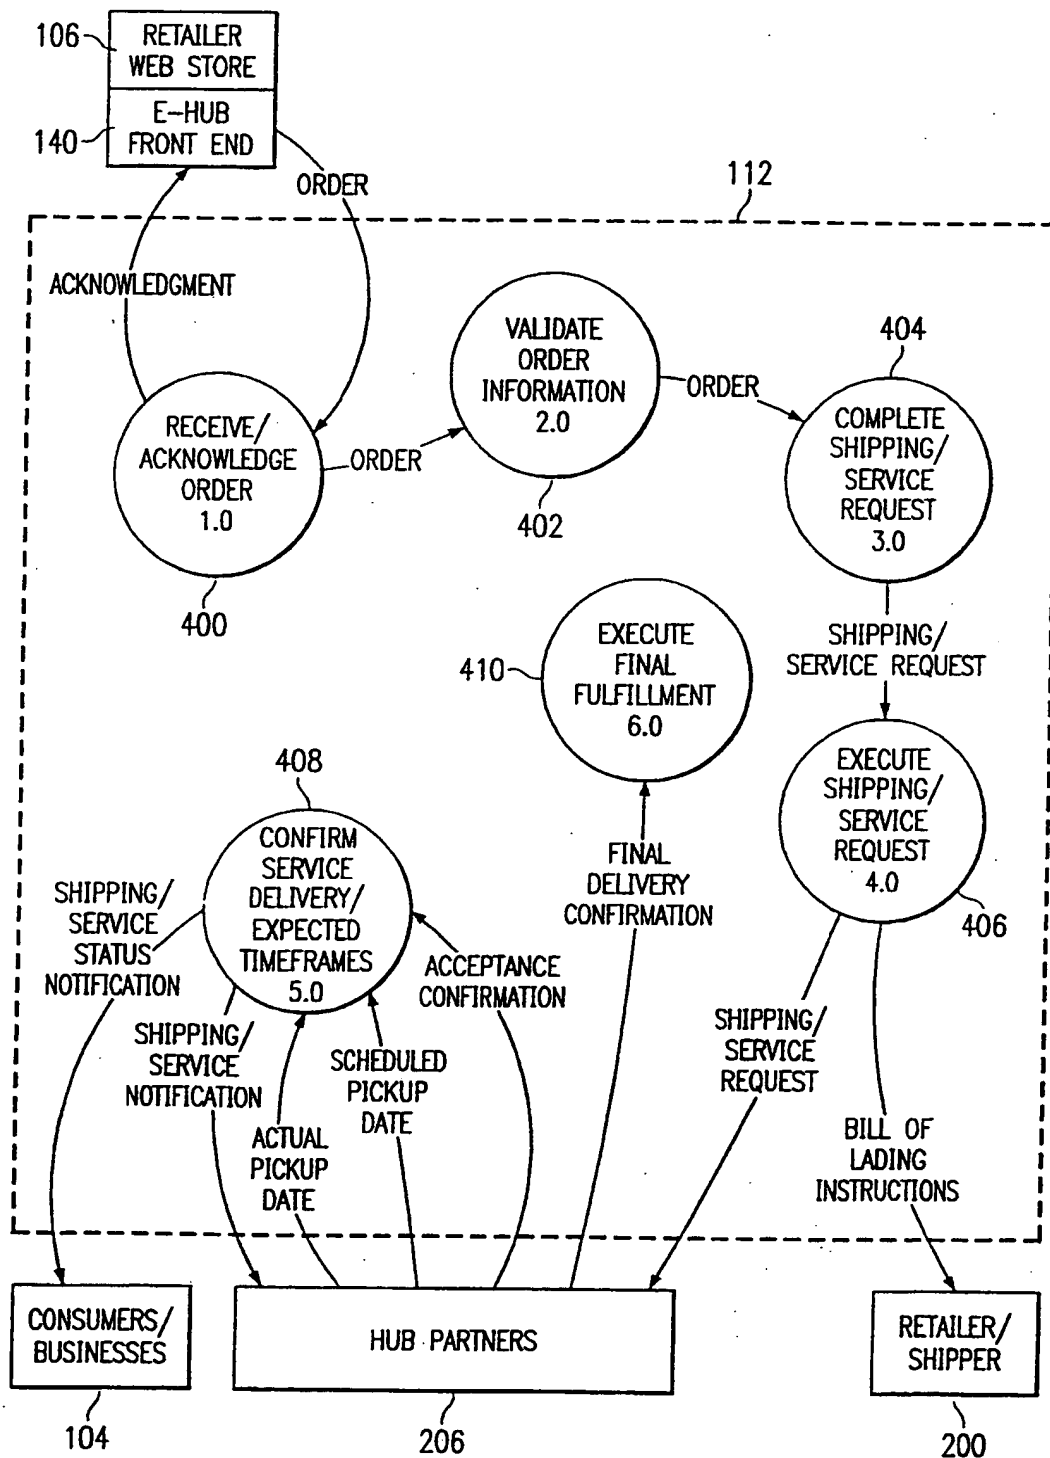 106
RETAILER
WEB STORE
140
E-HUB
FRONT END
ORDER
112
ACKNOWLEDGMENT
RECEIVE/
ACKNOWLEDGE
ORDER
1.0
400
ORDER
VALIDATE
ORDER
INFORMATION
2.0
402
ORDER
404
COMPLETE
SHIPPING/
SERVICE
REQUEST
3.0
SHIPPING/
SERVICE REQUEST
410
EXECUTE
FINAL
FULFILLMENT
6.0
EXECUTE
SHIPPING/
SERVICE
REQUEST
4.0
406
408
CONFIRM
SERVICE
DELIVERY/
EXPECTED
TIMEFRAMES
5.0
SHIPPING/
SERVICE
STATUS
NOTIFICATION
SHIPPING/
SERVICE
NOTIFICATION
ACTUAL
PICKUP
DATE
SCHEDULED
PICKUP
DATE
ACCEPTANCE
CONFIRMATION
FINAL
DELIVERY
CONFIRMATION
SHIPPING/
SERVICE
REQUEST
BILL OF
LADING
INSTRUCTIONS
CONSUMERS/
BUSINESSES
104
HUB PARTNERS
206
RETAILER/
SHIPPER
200